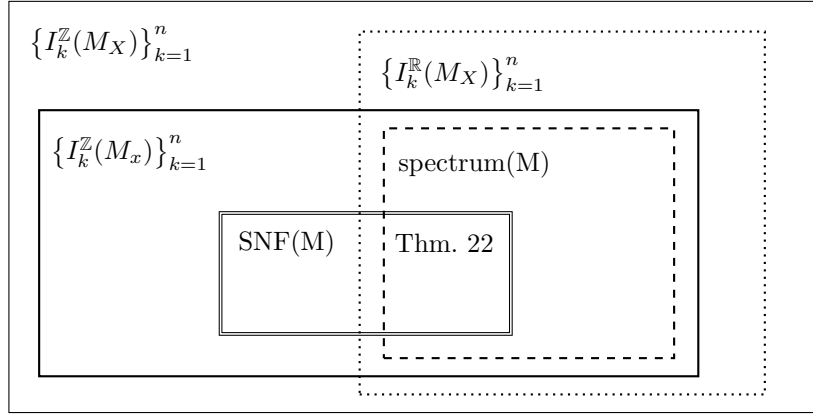 {I_k^ℤ(M_X)}_{k=1}^n
{I_k^ℝ(M_X)}_{k=1}^n
{I_k^ℤ(M_x)}_{k=1}^n
spectrum(M)
SNF(M)
Thm. 22